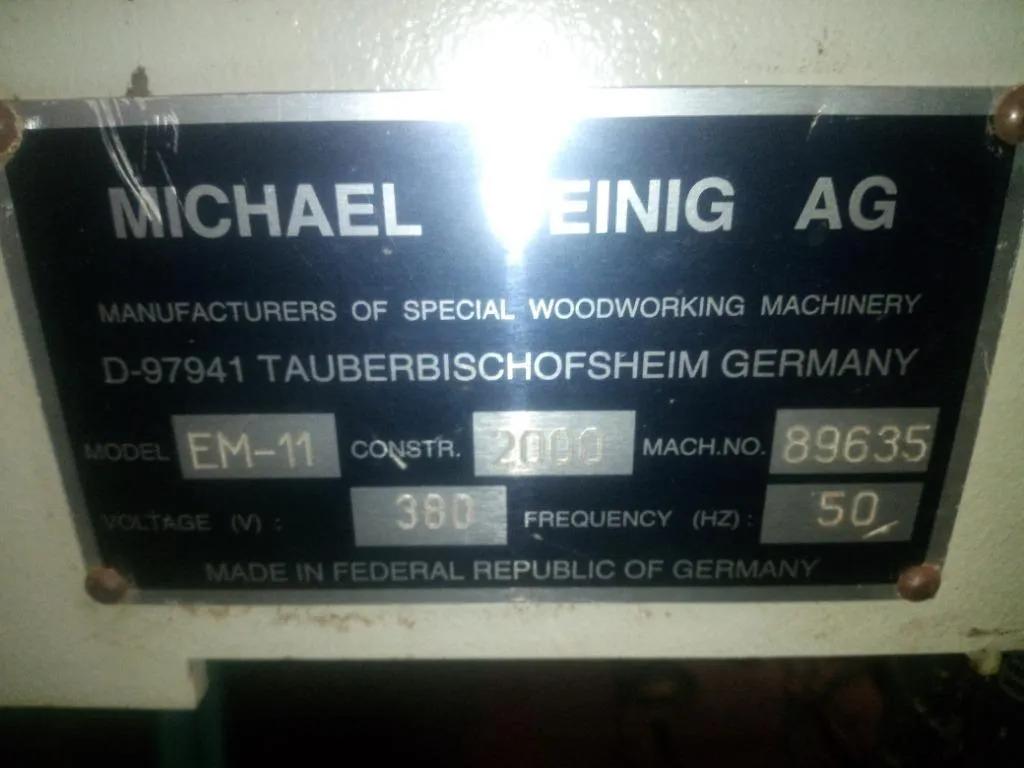 MICHAEL EINIG AG
MANUFACTURERS OF SPECIAL WOODWORKING MACHINERY
D-97941 TAUBERBISCHOFSHEIM GERMANY
MODEL EM-11 CONSTR. 2000 MACH.NO. 89635
VOLTAGE (V) : 380 FREQUENCY (HZ) : 50
MADE IN FEDERAL REPUBLIC OF GERMANY